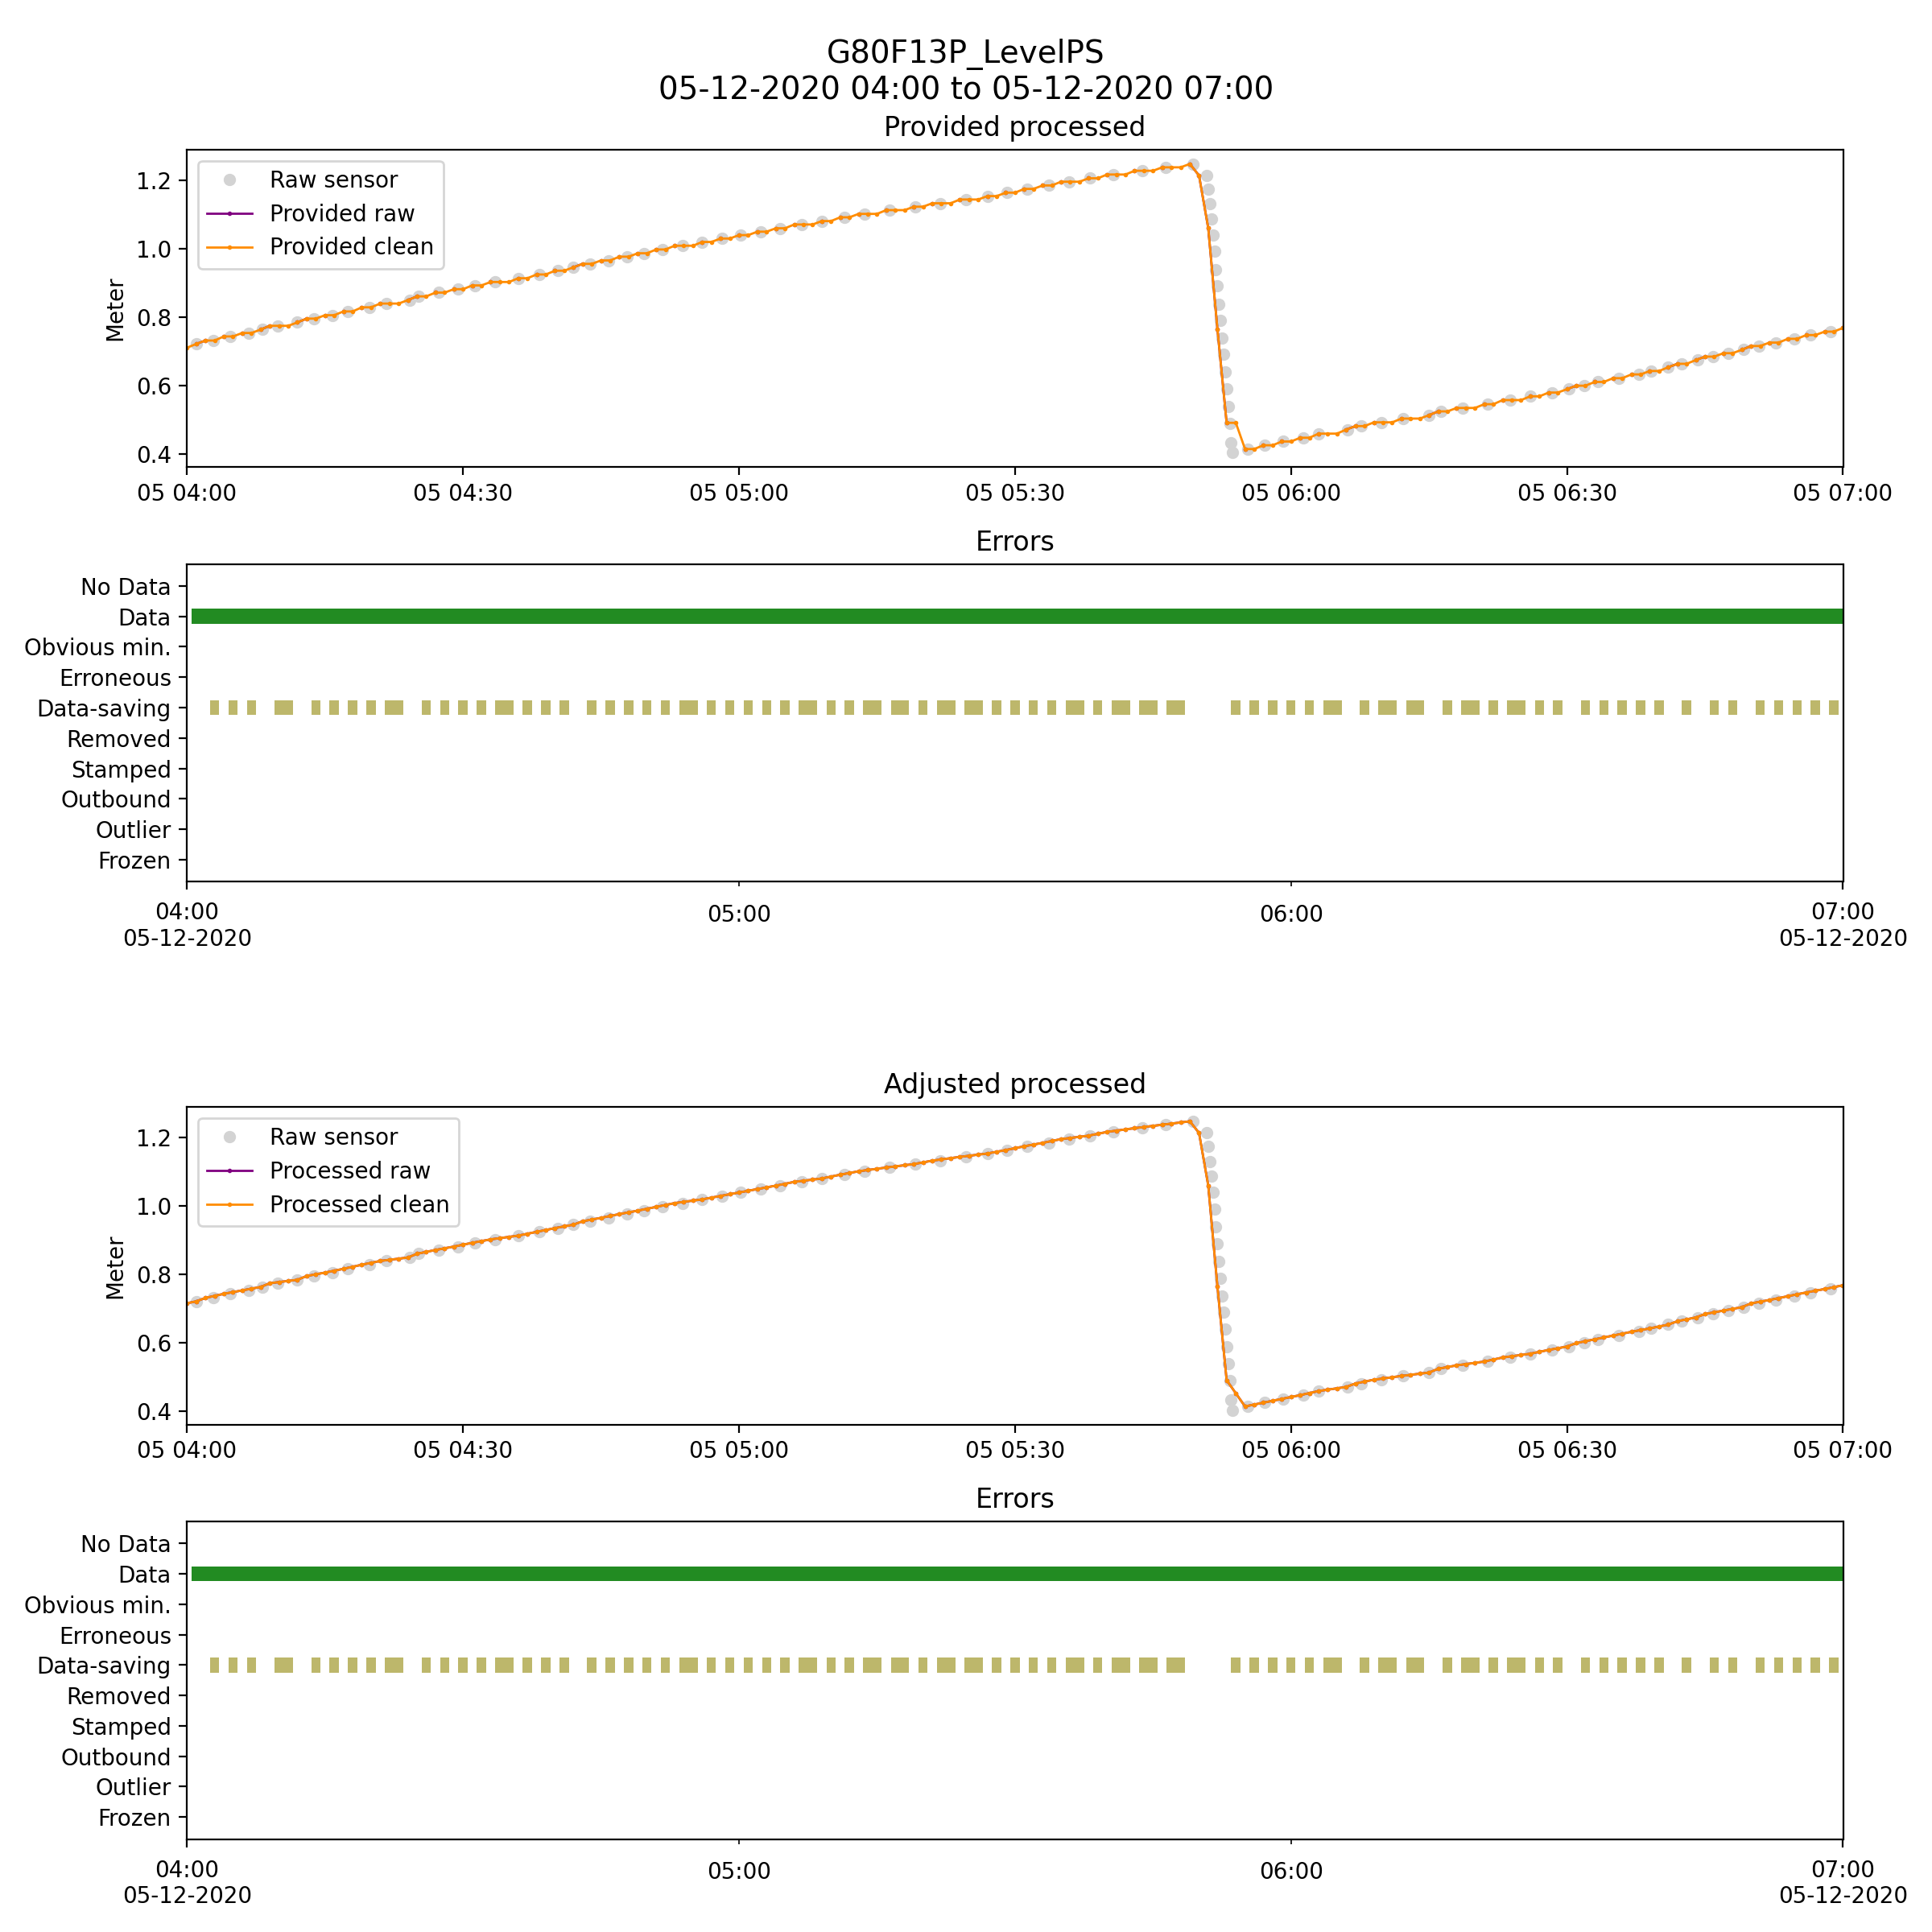 G80F13P_LevelPS
05-12-2020 04:00 to 05-12-2020 07:00
Provided processed
Raw sensor
Provided raw
Provided clean
Meter
1.2
1.0
0.8
0.6
0.4
05 04:00 05 04:30 05 05:00 05 05:30 05 06:00 05 06:30 05 07:00
Errors
No Data
Data
Obvious min.
Erroneous
Data-saving
Removed
Stamped
Outbound
Outlier
Frozen
04:00 05:00 06:00 07:00
05-12-2020 05-12-2020
Adjusted processed
Raw sensor
Processed raw
Processed clean
Meter
1.2
1.0
0.8
0.6
0.4
05 04:00 05 04:30 05 05:00 05 05:30 05 06:00 05 06:30 05 07:00
Errors
No Data
Data
Obvious min.
Erroneous
Data-saving
Removed
Stamped
Outbound
Outlier
Frozen
04:00 05:00 06:00 07:00
05-12-2020 05-12-2020